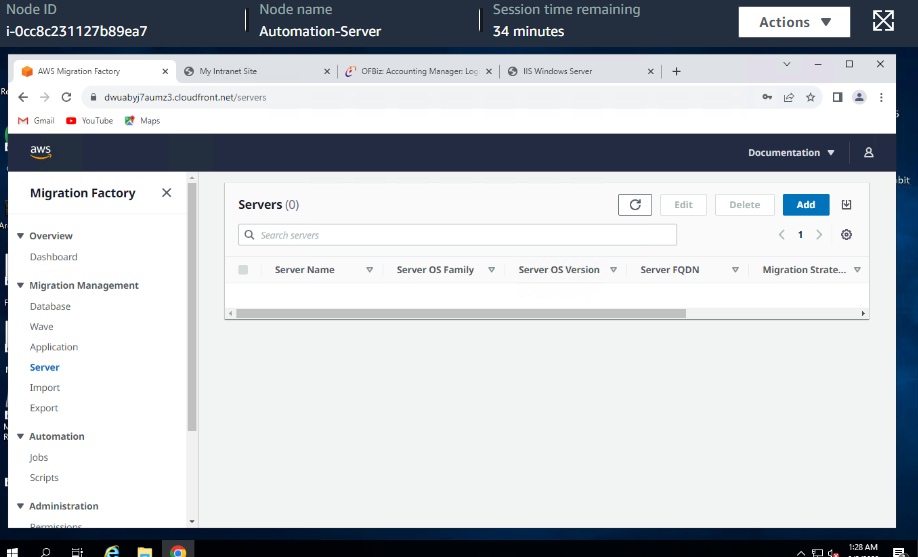 Node ID
i-0cc8c231127b89ea7
Node name
Automation-Server
Session time remaining
34 minutes
Actions
AWS Migration Factory
My Intranet Site
OFBiz: Accounting Manager: Log
IIS Windows Server
dwuabyj7aumz3.cloudfront.net/servers
Gmail
YouTube
Maps
aws
Documentation
Migration Factory
Overview
Dashboard
Migration Management
Database
Wave
Application
Server
Import
Export
Automation
Jobs
Scripts
Administration
Permissions
Servers (0)
Edit
Delete
Add
Search servers
1
Server Name
Server OS Family
Server OS Version
Server FQDN
Migration Strate...
1:28 AM